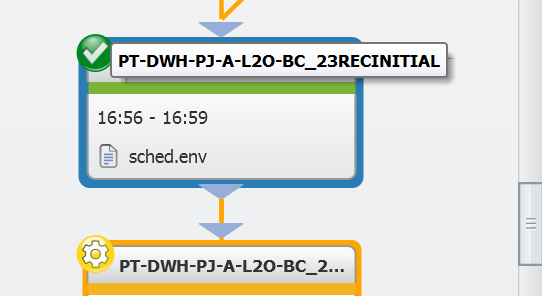 PT-DWH-PJ-A-L2O-BC_23RECINITIAL
16:56 - 16:59
sched.env
PT-DWH-PJ-A-L2O-BC_2...